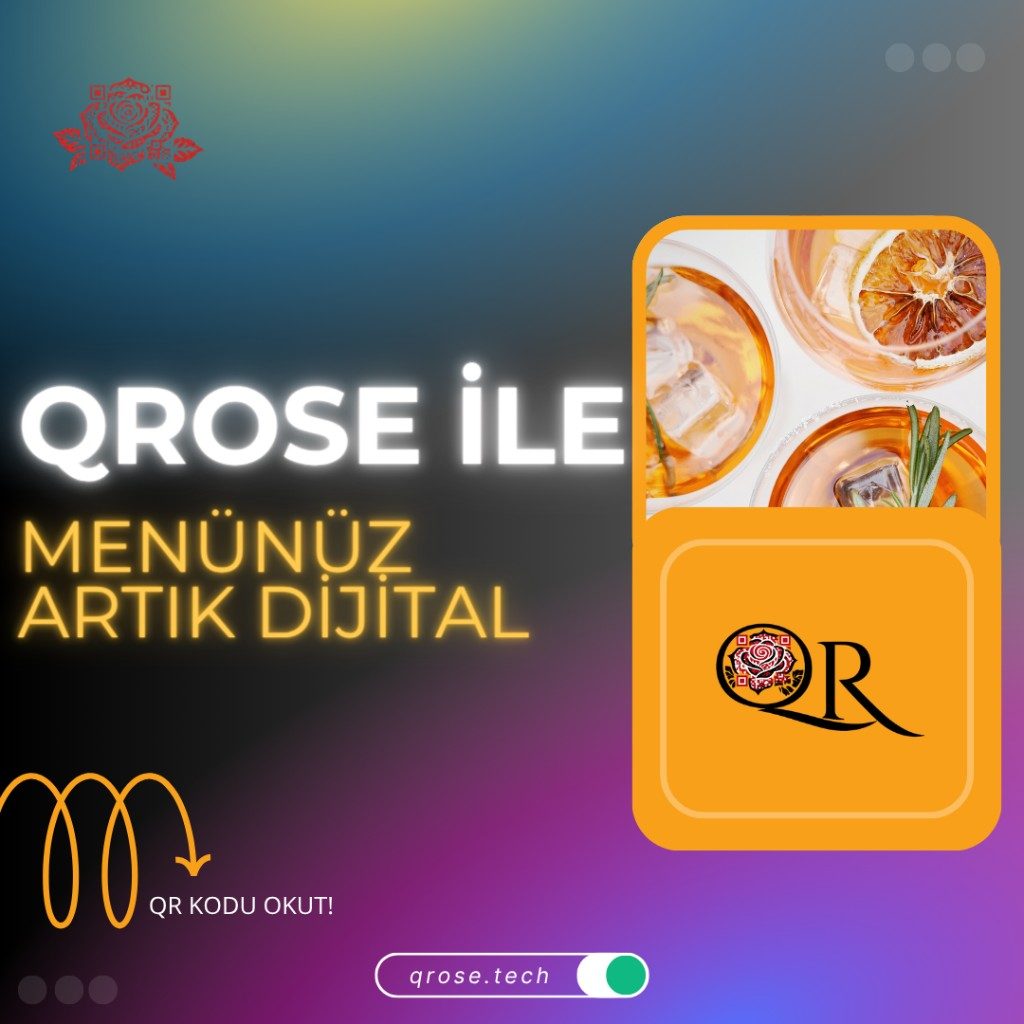 QROSE İLE
MENÜNÜZ
ARTIK DİJİTAL
QR
QR KODU OKUT!
qrose.tech